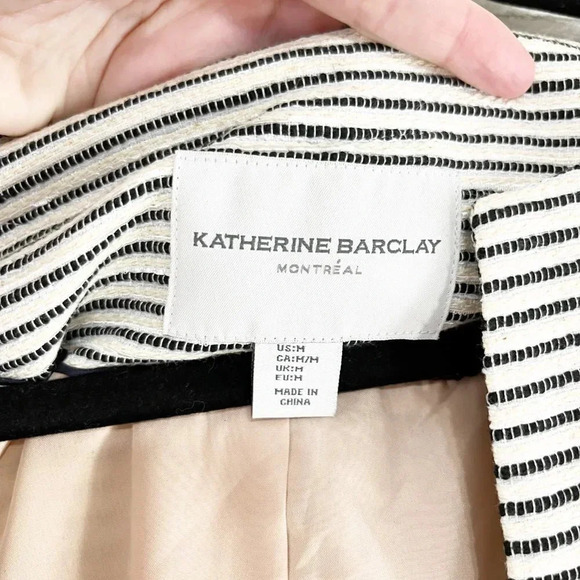 KATHERINE BARCLAY
MONTRÉAL
US:M
CA:M/M
UK:M
EU:M
MADE IN
CHINA